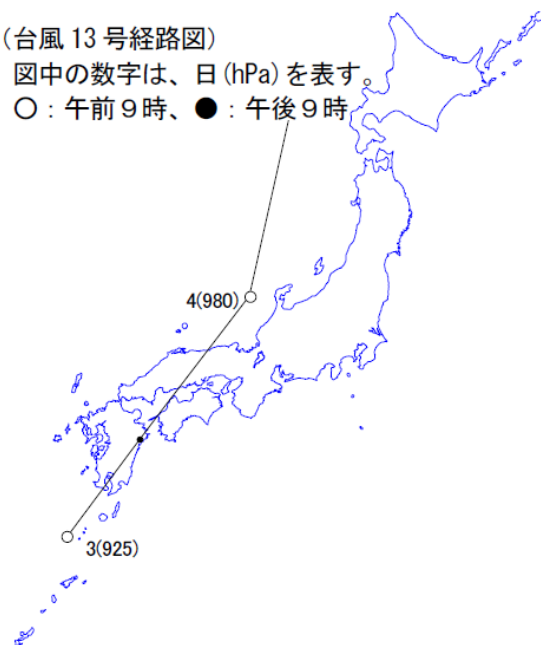 (台風 13 号経路図)
図中の数字は、日(hPa)を表す。
○：午前９時、●：午後９時
4(980)
3(925)